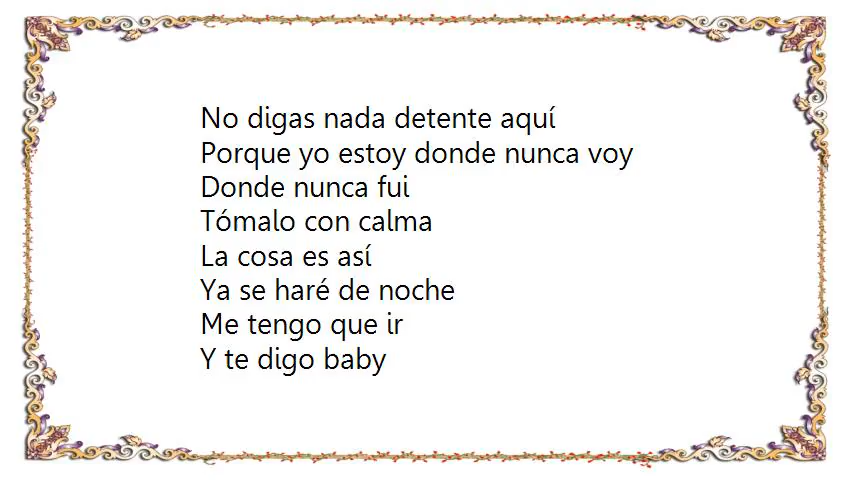 No digas nada detente aquí
Porque yo estoy donde nunca voy
Donde nunca fui
Tómalo con calma
La cosa es así
Ya se haré de noche
Me tengo que ir
Y te digo baby